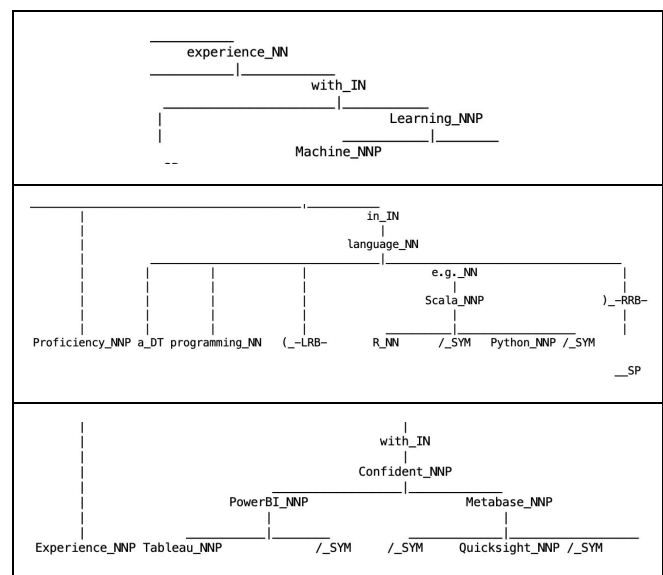 experience_NN
with_IN
Learning_NNP
Machine_NNP
in_IN
language_NN
e.g._NN
Scala_NNP )_-RRB-
Proficiency_NNP a_DT programming_NN (_-LRB- R_NN /_SYM Python_NNP /_SYM
__SP
with_IN
Confident_NNP
PowerBI_NNP Metabase_NNP
Experience_NNP Tableau_NNP /_SYM /_SYM Quicksight_NNP /_SYM